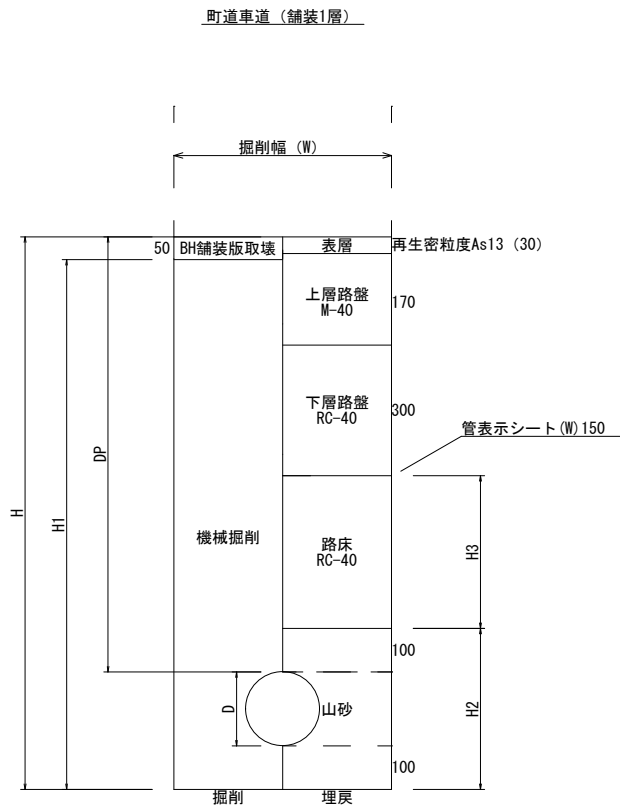 町道車道（舗装1層）
掘削幅（W）
50
BH舗装版取壊
表層
再生密粒度As13（30）
上層路盤
M-40
170
下層路盤
RC-40
300
管表示シート(W)150
DP
H
H1
機械掘削
路床
RC-40
H3
100
D
山砂
H2
100
掘削
埋戻